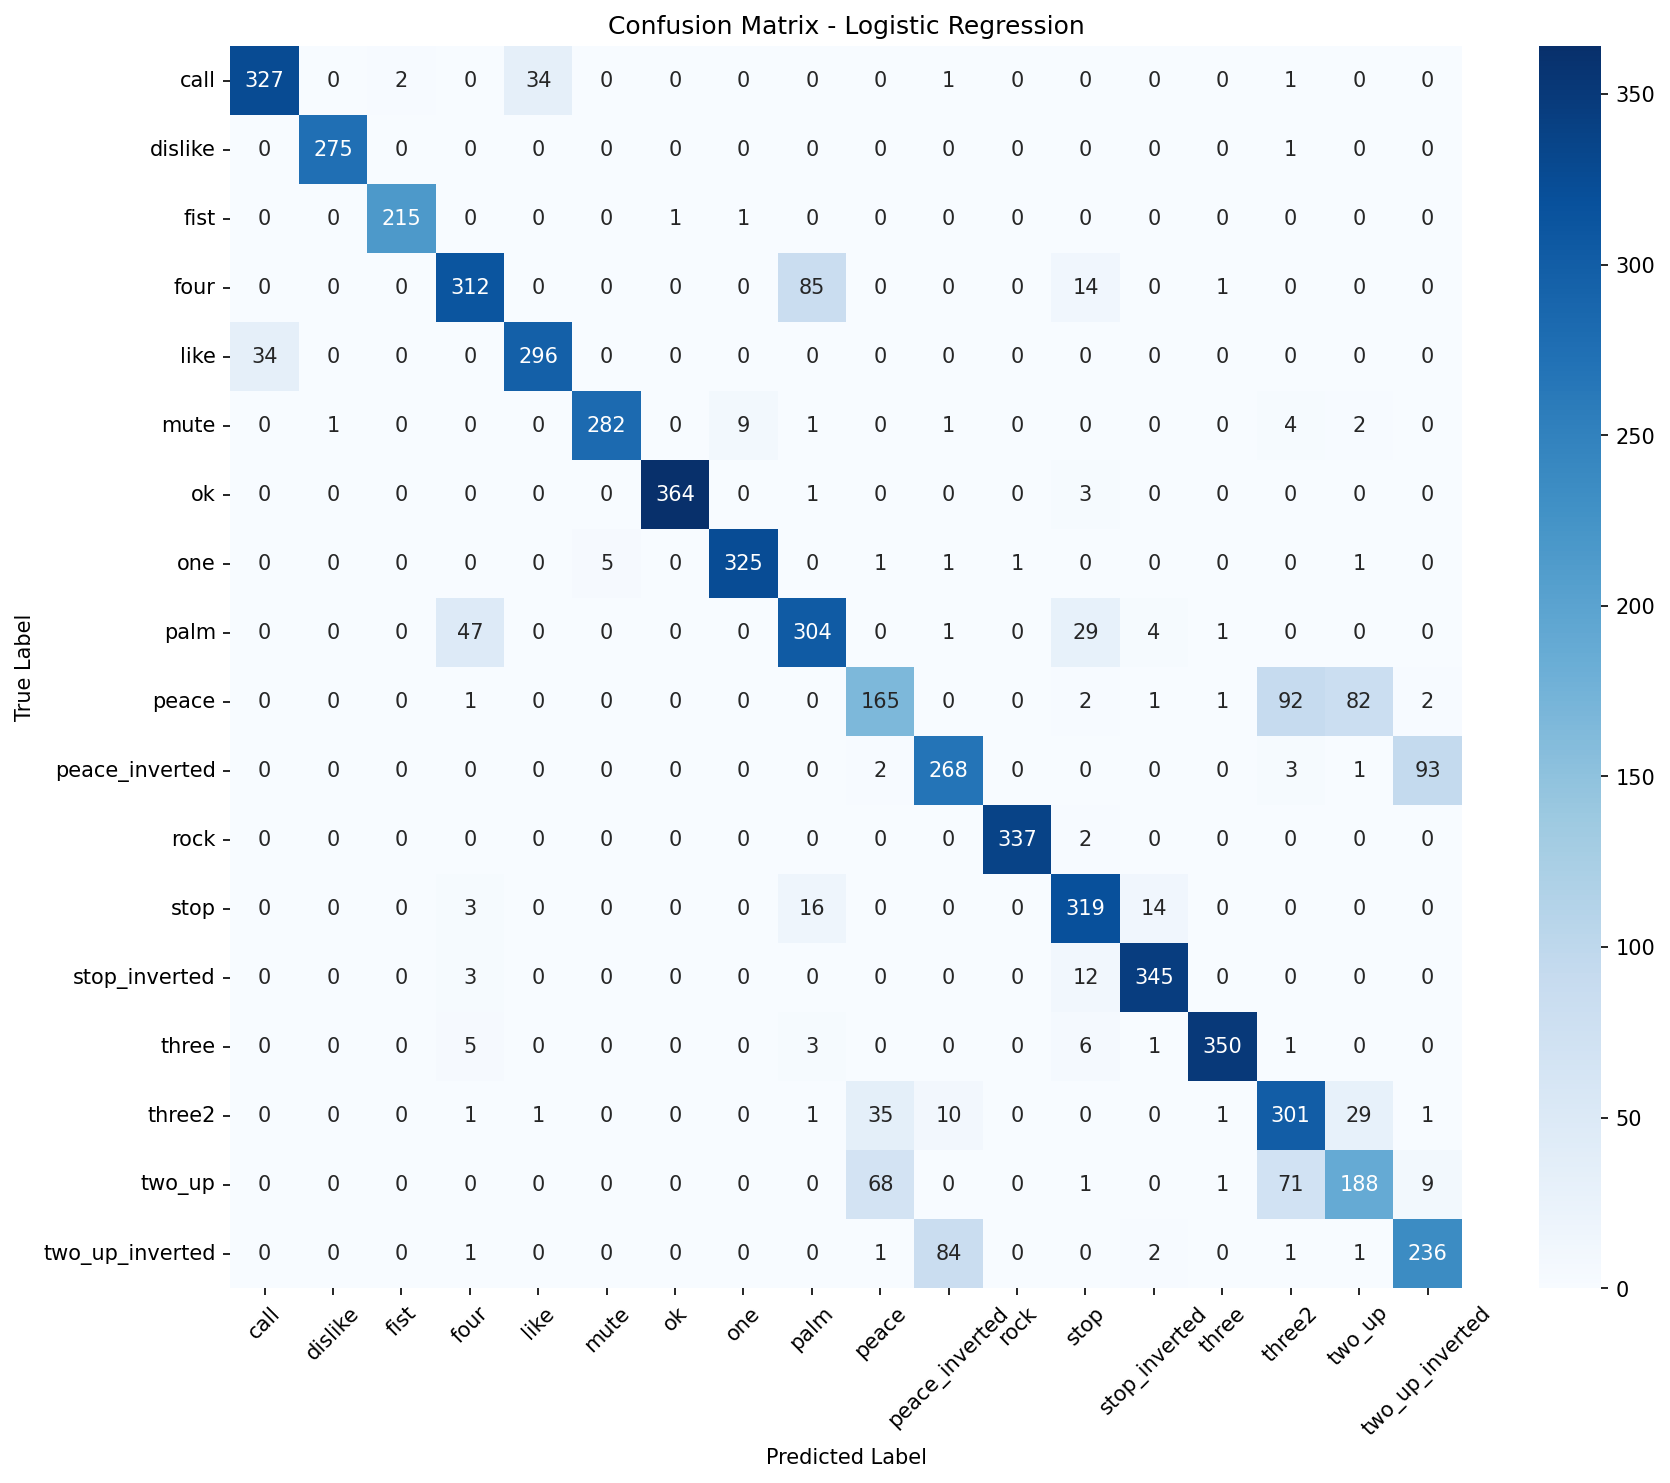 Confusion Matrix - Logistic Regression
call 327 0 2 0 34 0 0 0 0 0 1 0 0 0 0 1 0 0
dislike 0 275 0 0 0 0 0 0 0 0 0 0 0 0 0 1 0 0
fist 0 0 215 0 0 0 1 1 0 0 0 0 0 0 0 0 0 0
four 0 0 0 312 0 0 0 0 85 0 0 0 14 0 1 0 0 0
like 34 0 0 0 296 0 0 0 0 0 0 0 0 0 0 0 0 0
mute 0 1 0 0 0 282 0 9 1 0 1 0 0 0 0 4 2 0
ok 0 0 0 0 0 0 364 0 1 0 0 0 3 0 0 0 0 0
one 0 0 0 0 0 5 0 325 0 1 1 1 0 0 0 0 1 0
palm 0 0 0 47 0 0 0 0 304 0 1 0 29 4 1 0 0 0
peace 0 0 0 1 0 0 0 0 0 165 0 0 2 1 1 92 82 2
peace_inverted 0 0 0 0 0 0 0 0 0 2 268 0 0 0 0 3 1 93
rock 0 0 0 0 0 0 0 0 0 0 0 337 2 0 0 0 0 0
stop 0 0 0 3 0 0 0 0 16 0 0 0 319 14 0 0 0 0
stop_inverted 0 0 0 3 0 0 0 0 0 0 0 0 12 345 0 0 0 0
three 0 0 0 5 0 0 0 0 3 0 0 0 6 1 350 1 0 0
three2 0 0 0 1 1 0 0 0 1 35 10 0 0 0 1 301 29 1
two_up 0 0 0 0 0 0 0 0 0 68 0 0 1 0 1 71 188 9
two_up_inverted 0 0 0 1 0 0 0 0 0 1 84 0 0 2 0 1 1 236
call dislike fist four like mute ok one palm peace peace_inverted rock stop stop_inverted three three2 two_up two_up_inverted
Predicted Label
True Label
350
300
250
200
150
100
50
0